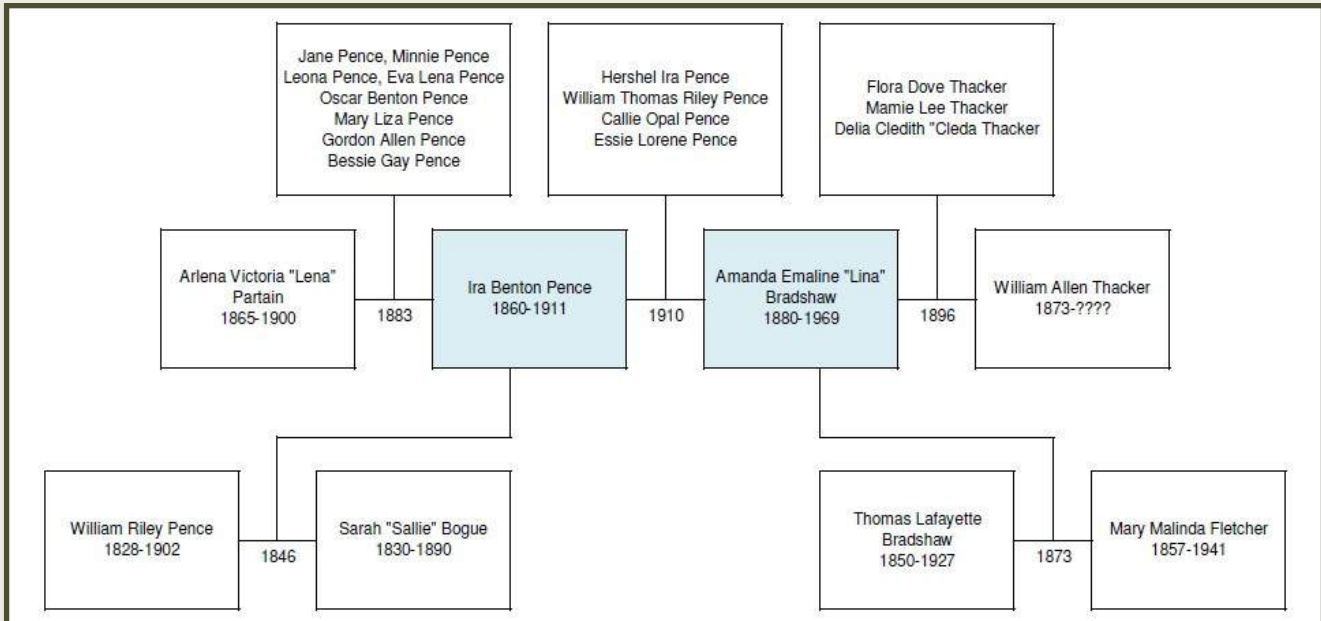 Jane Pence, Minnie Pence
Leona Pence, Eva Lena Pence
Oscar Benton Pence
Mary Liza Pence
Gordon Allen Pence
Bessie Gay Pence
Hershel Ira Pence
William Thomas Riley Pence
Callie Opal Pence
Essie Lorene Pence
Flora Dove Thacker
Mamie Lee Thacker
Delia Cledith "Cleda Thacker
Arlena Victoria "Lena"
Partain
1865-1900
1883
Ira Benton Pence
1860-1911
1910
Amanda Emaline "Lina"
Bradshaw
1880-1969
1896
William Allen Thacker
1873-????
William Riley Pence
1828-1902
1846
Sarah "Sallie" Bogue
1830-1890
Thomas Lafayette
Bradshaw
1850-1927
1873
Mary Malinda Fletcher
1857-1941